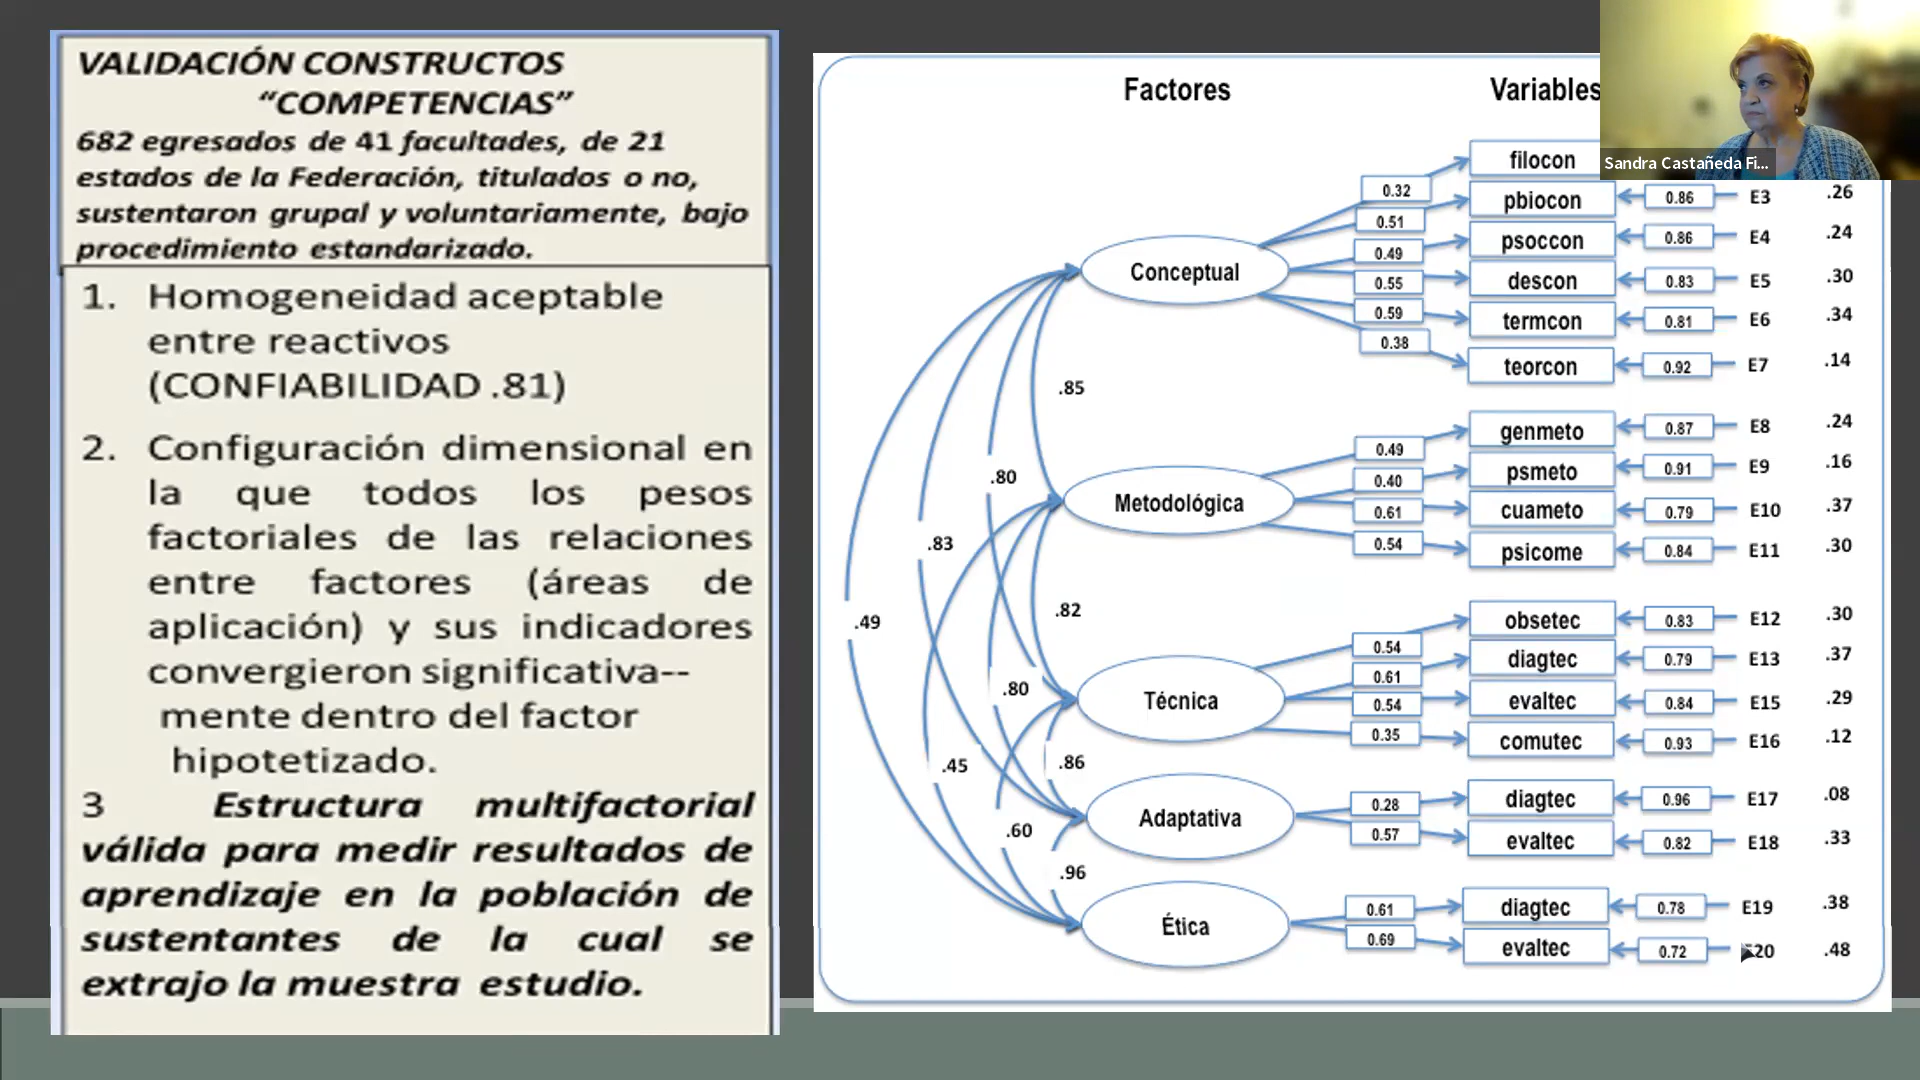 VALIDACIÓN CONSTRUCTOS
“COMPETENCIAS”
682 egresados de 41 facultades, de 21
estados de la Federación, titulados o no,
sustentaron grupal y voluntariamente, bajo
procedimiento estandarizado.
1. Homogeneidad aceptable
entre reactivos
(CONFIABILIDAD .81)
2. Configuración dimensional en
la que todos los pesos
factoriales de las relaciones
entre factores (áreas de
aplicación) y sus indicadores
convergieron significativa--
mente dentro del factor
hipotetizado.
3 Estructura multifactorial
válida para medir resultados de
aprendizaje en la población de
sustentantes de la cual se
extrajo la muestra estudio.
Factores
Variables
Sandra Castañeda Fi...
Conceptual
0.32 filocon
0.51 pbiocon 0.86 E3 .26
0.49 psoccon 0.86 E4 .24
0.55 descon 0.83 E5 .30
0.59 termcon 0.81 E6 .34
0.38 teorcon 0.92 E7 .14
Metodológica
0.49 genmeto 0.87 E8 .24
0.40 psmeto 0.91 E9 .16
0.61 cuameto 0.79 E10 .37
0.54 psicome 0.84 E11 .30
Técnica
0.54 obsetec 0.83 E12 .30
0.61 diagtec 0.79 E13 .37
0.54 evaltec 0.84 E15 .29
0.35 comutec 0.93 E16 .12
Adaptativa
0.28 diagtec 0.96 E17 .08
0.57 evaltec 0.82 E18 .33
Ética
0.61 diagtec 0.78 E19 .38
0.69 evaltec 0.72 20 .48
.85
.80
.83
.82
.49
.80
.86
.45
.60
.96